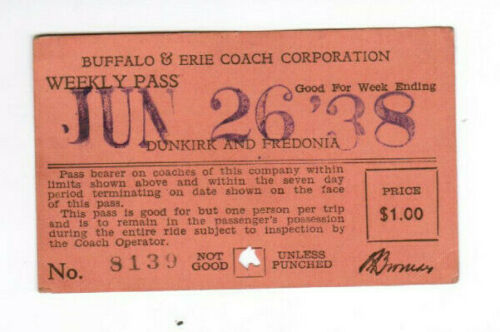 BUFFALO & ERIE COACH CORPORATION
WEEKLY PASS
Good For Week Ending
JUN 26 '38
DUNKIRK AND FREDONIA
Pass bearer on coaches of this company within
limits shown above and within the seven day
period terminating on date shown on the face
of this pass.
This pass is good for but one person per trip
and is to remain in the passenger's possession
during the entire ride subject to inspection by
the Coach Operator.
PRICE
$1.00
No. 8139
NOT GOOD
UNLESS PUNCHED